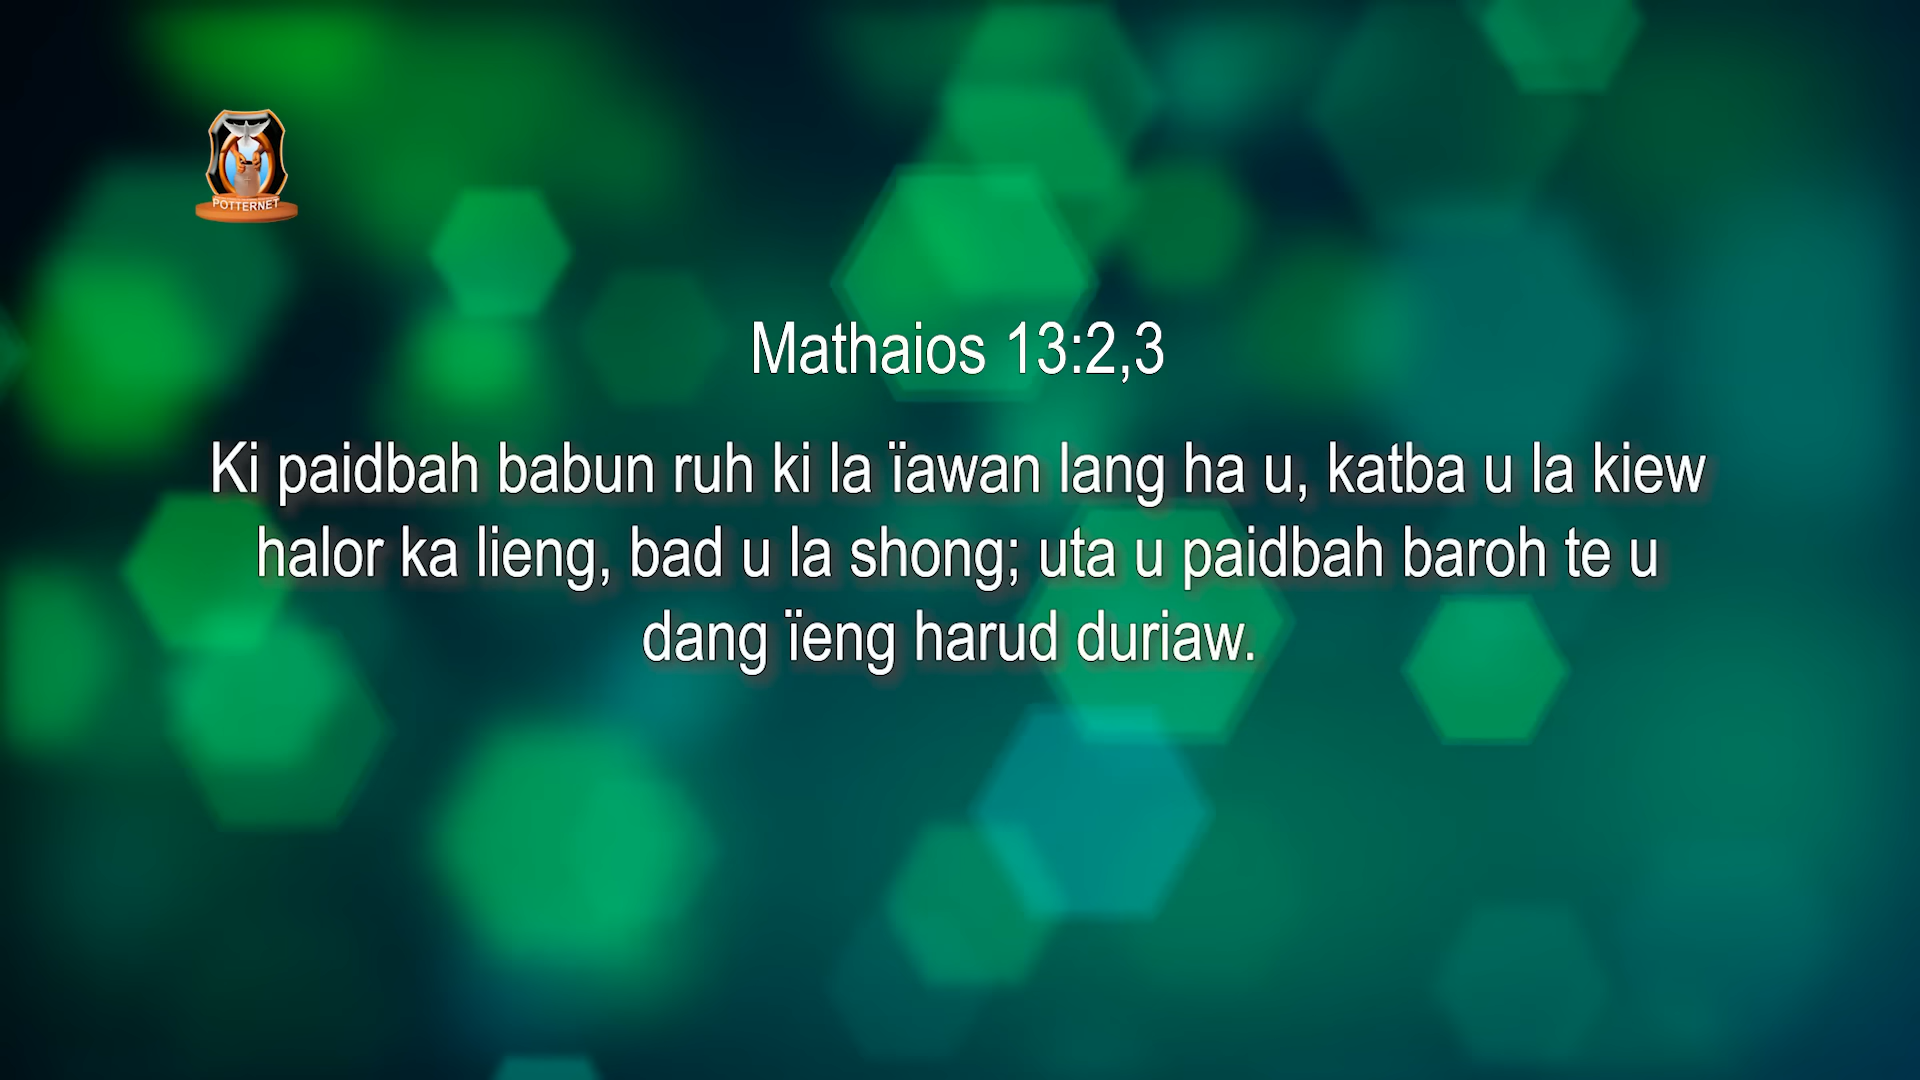 POTTERNET
Mathaios 13:2,3
Ki paidbah babun ruh ki la ïawan lang ha u, katba u la kiew
halor ka lieng, bad u la shong; uta u paidbah baroh te u
dang ïeng harud duriaw.